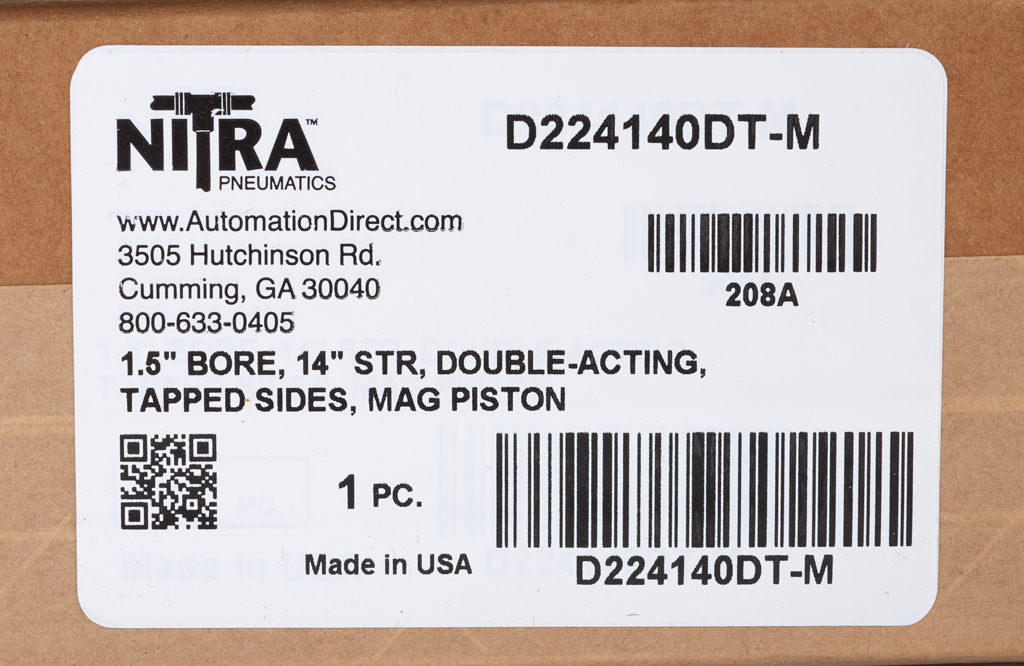 NITRA™
PNEUMATICS
D224140DT-M
www.AutomationDirect.com
3505 Hutchinson Rd.
Cumming, GA 30040
800-633-0405
208A
1.5" BORE, 14" STR, DOUBLE-ACTING,
TAPPED SIDES, MAG PISTON
1 PC.
Made in USA
D224140DT-M